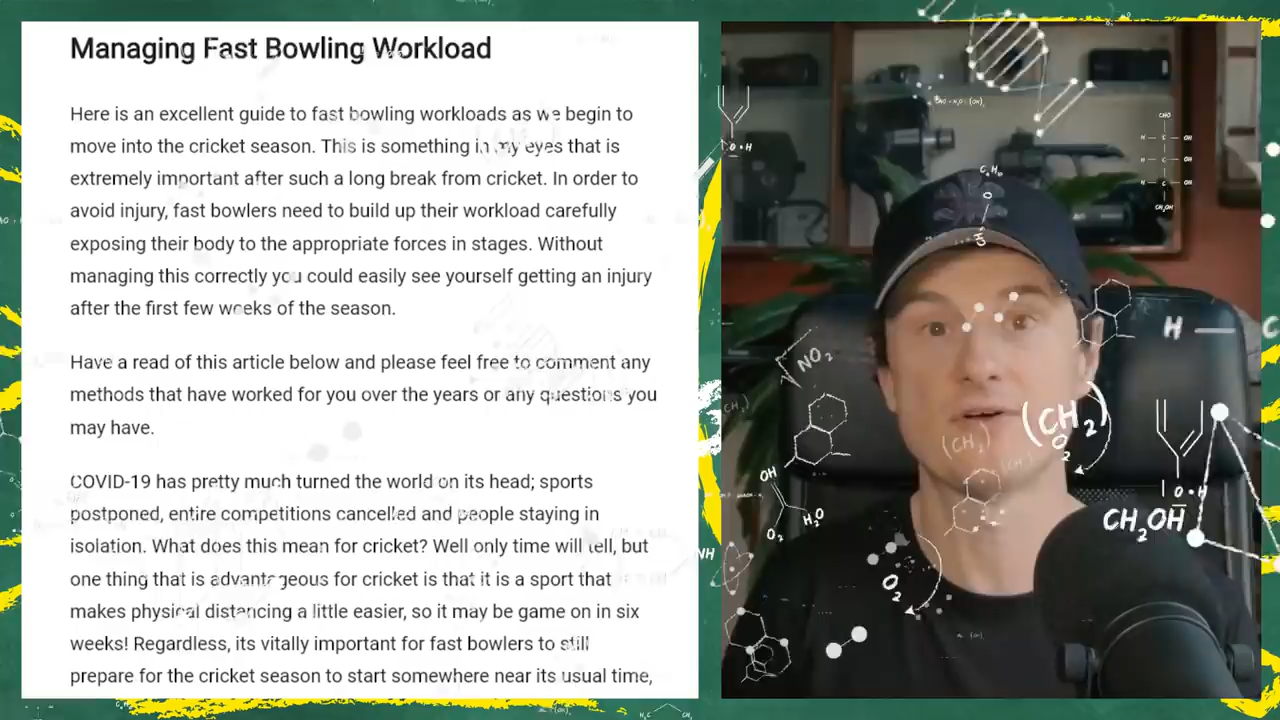 Managing Fast Bowling Workload
Here is an excellent guide to fast bowling workloads as we begin to
move into the cricket season. This is something in my eyes that is
extremely important after such a long break from cricket. In order to
avoid injury, fast bowlers need to build up their workload carefully
exposing their body to the appropriate forces in stages. Without
managing this correctly you could easily see yourself getting an injury
after the first few weeks of the season.
Have a read of this article below and please feel free to comment any
methods that have worked for you over the years or any questions you
may have.
COVID-19 has pretty much turned the world on its head; sports
postponed, entire competitions cancelled and people staying in
isolation. What does this mean for cricket? Well only time will tell, but
one thing that is advantageous for cricket is that it is a sport that
makes physical distancing a little easier, so it may be game on in six
weeks! Regardless, its vitally important for fast bowlers to still
prepare for the cricket season to start somewhere near its usual time,
O • H
CHO
H — C — OH
H — C — OH
CH₂OH
H — C
NO₂
(CH₂)
O₂
(CH₂)
(CH₂)
OH
H₂O
O₂
O • H
CH₂OH
NH
O₂